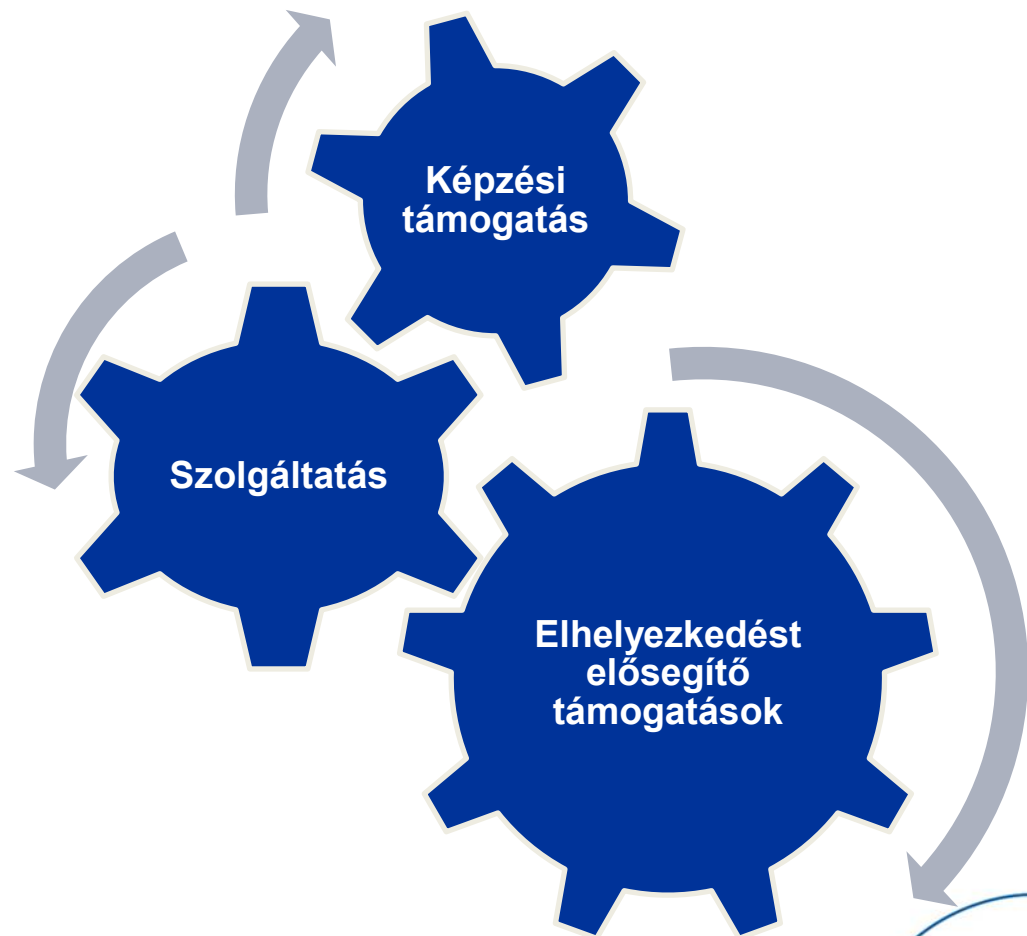 Képzési
támogatás
Szolgáltatás
Elhelyezkedést
elősegítő
támogatások